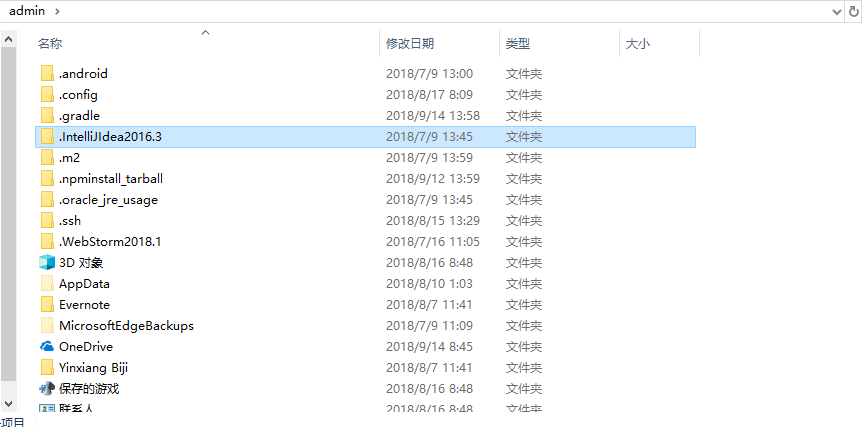 admin
名称 修改日期 类型 大小
.android 2018/7/9 13:00 文件夹
.config 2018/8/17 8:09 文件夹
.gradle 2018/9/14 13:58 文件夹
.IntelliJIdea2016.3 2018/7/9 13:45 文件夹
.m2 2018/7/9 13:59 文件夹
.npminstall_tarball 2018/9/12 13:59 文件夹
.oracle_jre_usage 2018/7/9 13:45 文件夹
.ssh 2018/8/15 13:29 文件夹
.WebStorm2018.1 2018/7/16 11:05 文件夹
3D 对象 2018/8/16 8:48 文件夹
AppData 2018/8/10 1:03 文件夹
Evernote 2018/8/7 11:41 文件夹
MicrosoftEdgeBackups 2018/7/9 11:09 文件夹
OneDrive 2018/9/14 8:45 文件夹
Yinxiang Biji 2018/8/7 11:41 文件夹
保存的游戏 2018/8/16 8:48 文件夹
联系人 2018/8/16 8:48 文件夹
项目